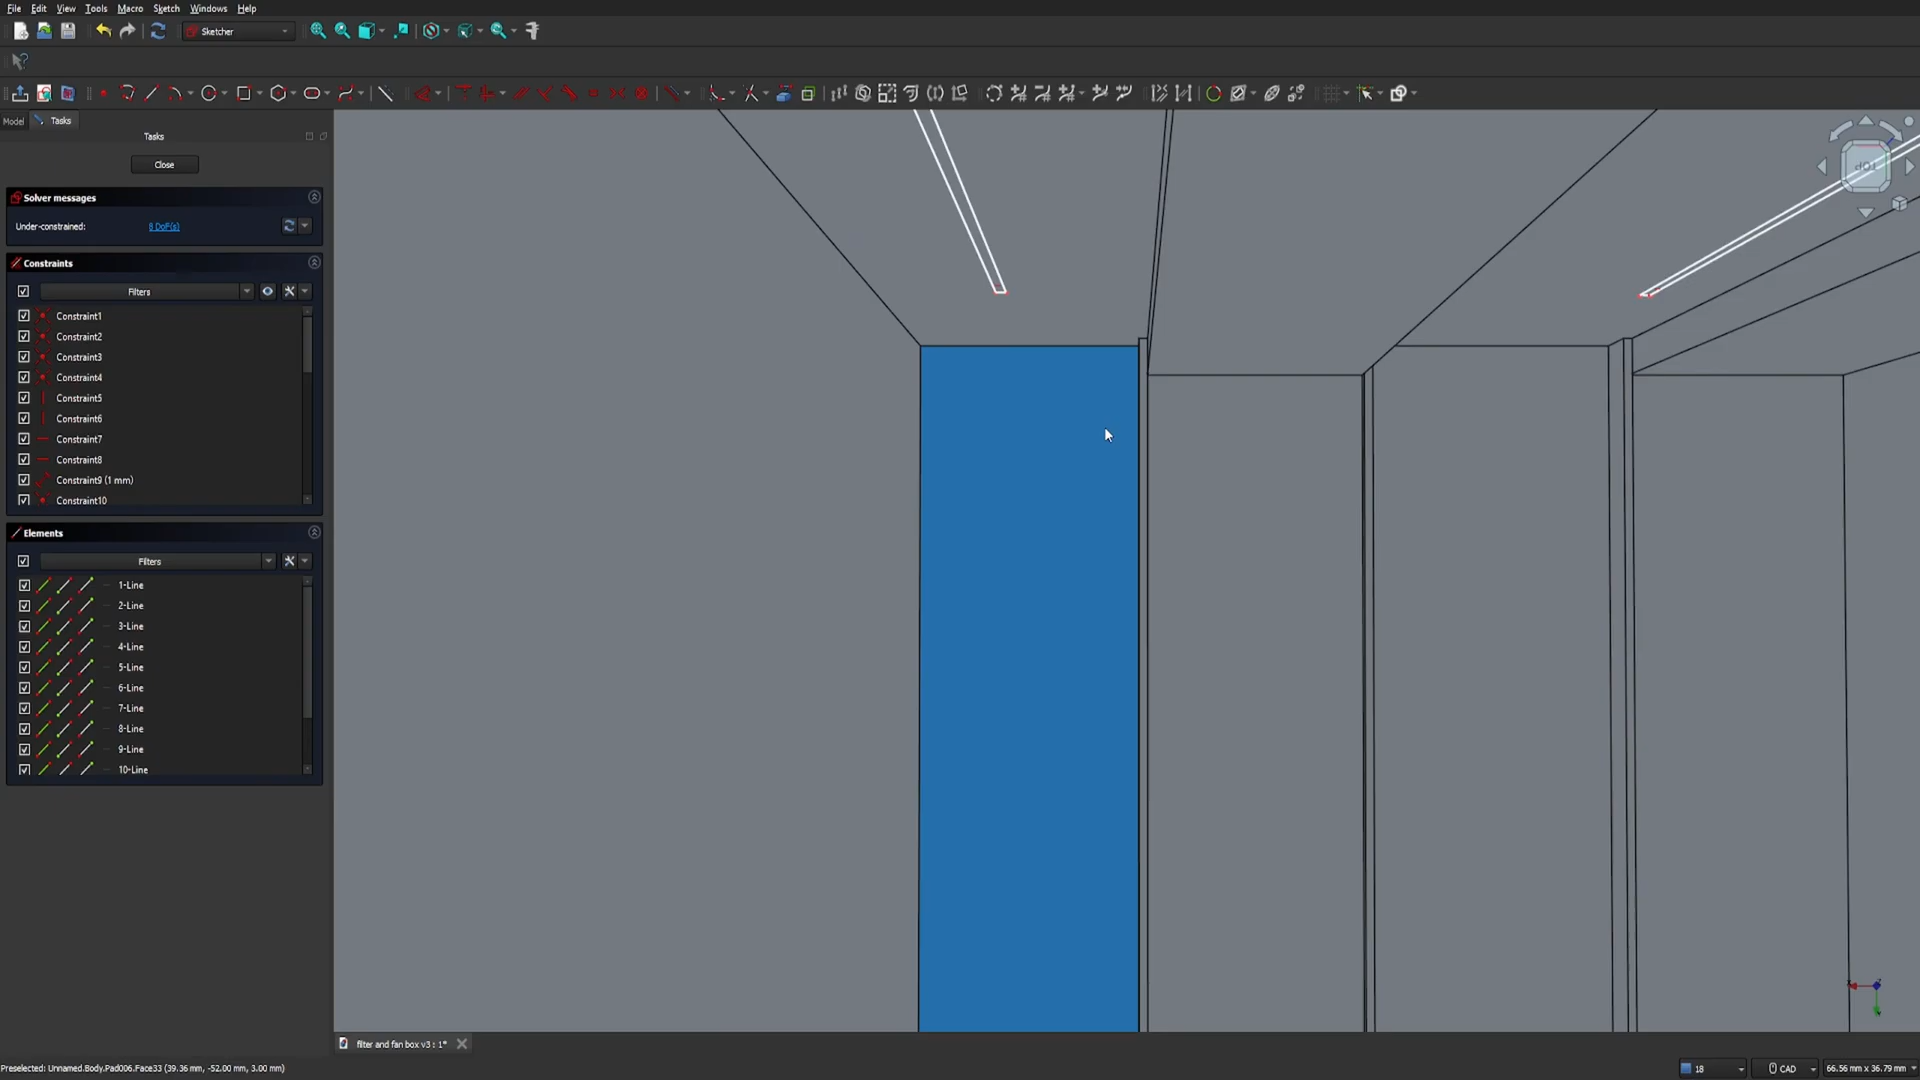 File Edit View Tools Macro Sketch Windows Help
Sketcher
Model Tasks
Tasks
Close
Solver messages
Under-constrained: 8 DoF(s)
Constraints
Filters
Constraint1
Constraint2
Constraint3
Constraint4
Constraint5
Constraint6
Constraint7
Constraint8
Constraint9 (1 mm)
Constraint10
Elements
Filters
1-Line
2-Line
3-Line
4-Line
5-Line
6-Line
7-Line
8-Line
9-Line
10-Line
filter and fan box v3 : 1*
Preselected: Unnamed.Body.Pad006.Face33 (39.36 mm, -52.00 mm, 3.00 mm)
18 CAD 66.56 mm x 36.79 mm